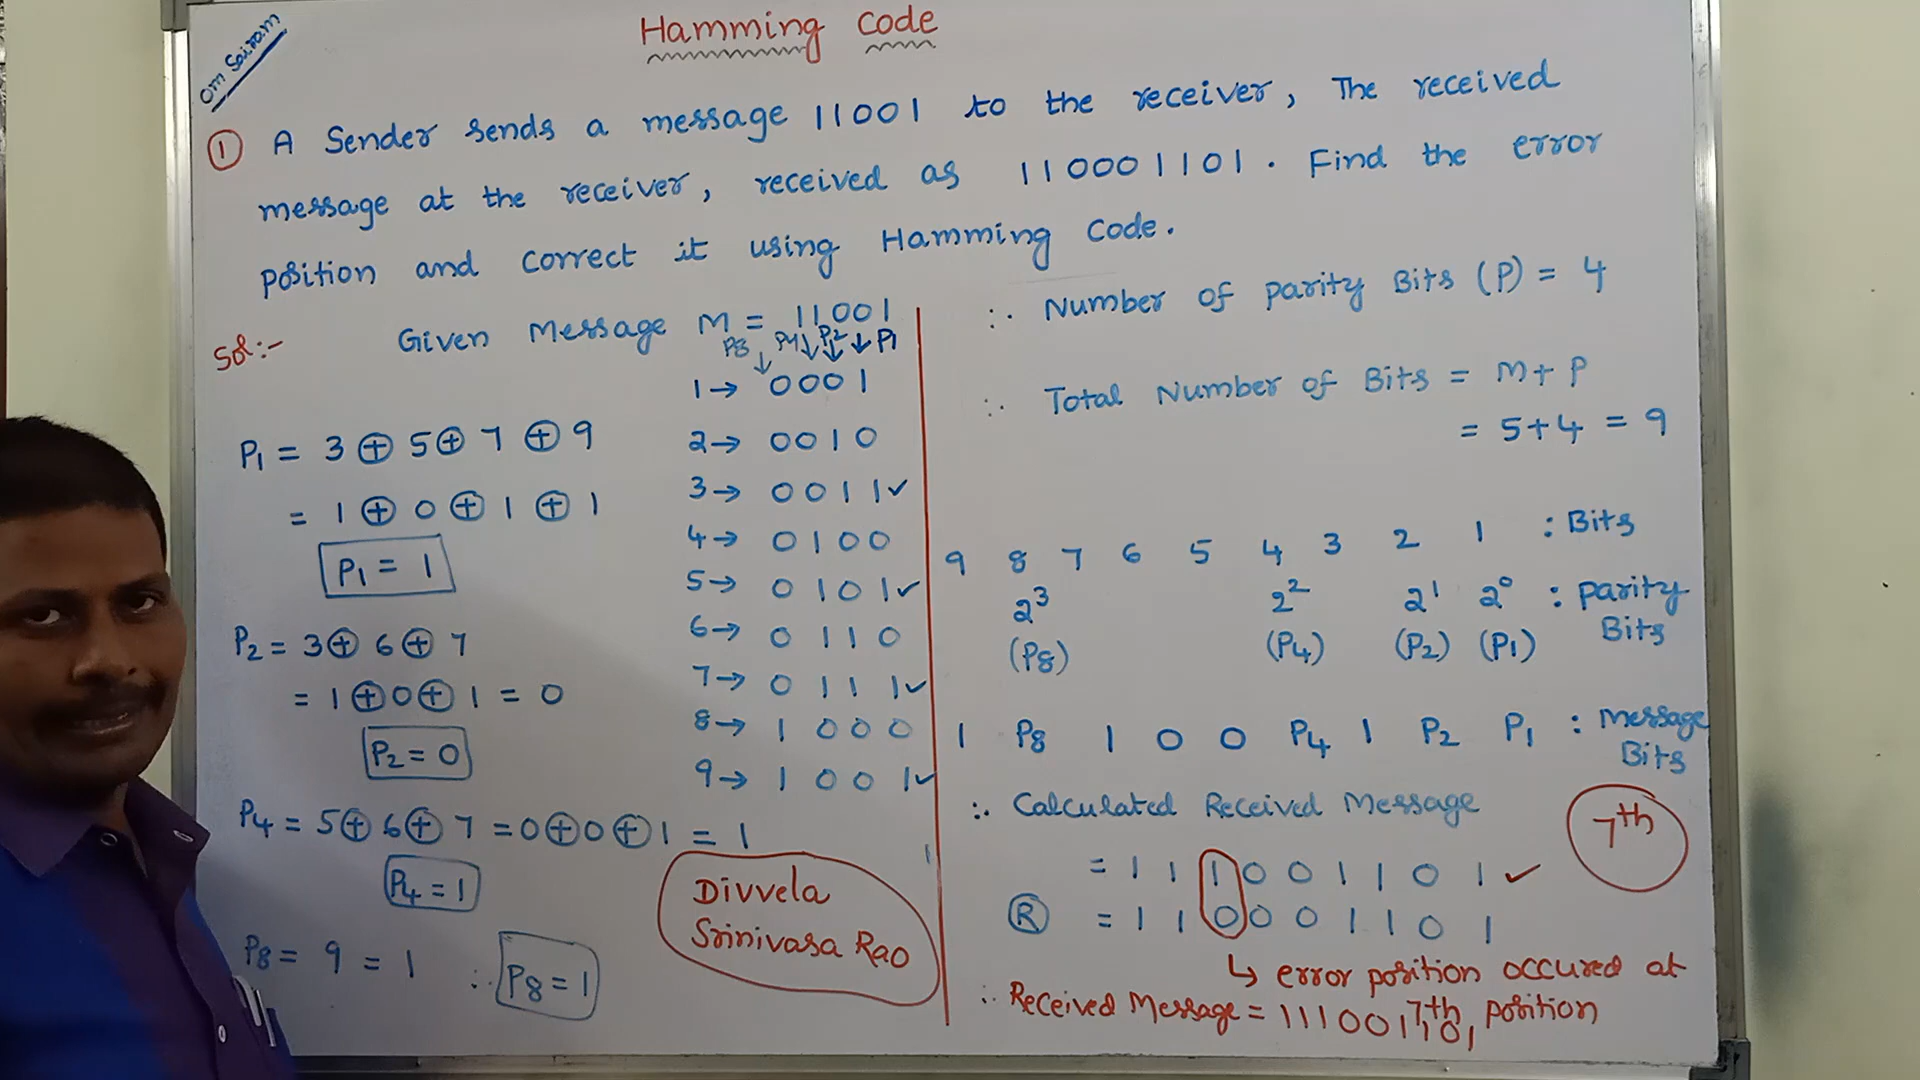 Om Sairam
Hamming Code
① A Sender sends a message 11001 to the receiver, The received
message at the receiver, received as 110001101. Find the error
position and correct it using Hamming Code.
Sol:- Given Message M = 11001
P8 P4 P2 P1
↓ ↓ ↓ ↓
1→ 0001
2→ 0010
3→ 0011✓
4→ 0100
5→ 0101✓
6→ 0110
7→ 0111✓
8→ 1000
9→ 1001✓
P1 = 3⊕5⊕7⊕9
= 1⊕0⊕1⊕1
P1 = 1
P2 = 3⊕6⊕7
= 1⊕0⊕1 = 0
P2 = 0
P4 = 5⊕6⊕7 = 0⊕0⊕1 = 1
P4 = 1
P8 = 9 = 1 ∴ P8 = 1
Divvela
Srinivasa Rao
∴ Number of parity Bits (P) = 4
∴ Total Number of Bits = M+P
= 5+4 = 9
9 8 7 6 5 4 3 2 1 : Bits
2³ 2² 2¹ 2⁰ : parity
(P8) (P4) (P2) (P1) Bits
1 P8 1 0 0 P4 1 P2 P1 : Message
Bits
∴ Calculated Received Message
7th
= 1 1 1 0 0 1 1 0 1 ✓
Ⓡ = 1 1 0 0 0 1 1 0 1
↳ error position occured at
7th position
∴ Received Message = 111001101